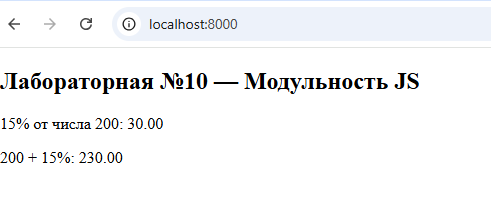 localhost:8000
Лабораторная №10 — Модульность JS
15% от числа 200: 30.00
200 + 15%: 230.00